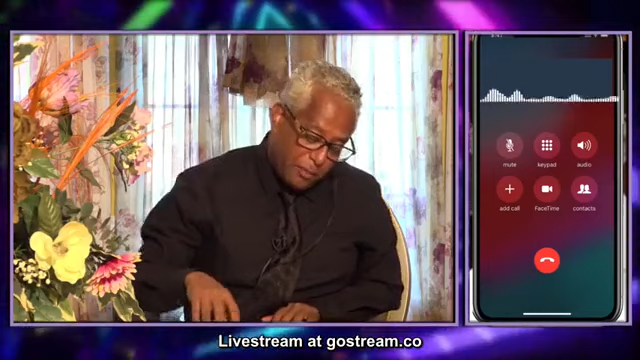 mute keypad audio
add call FaceTime contacts
Livestream at gostream.co